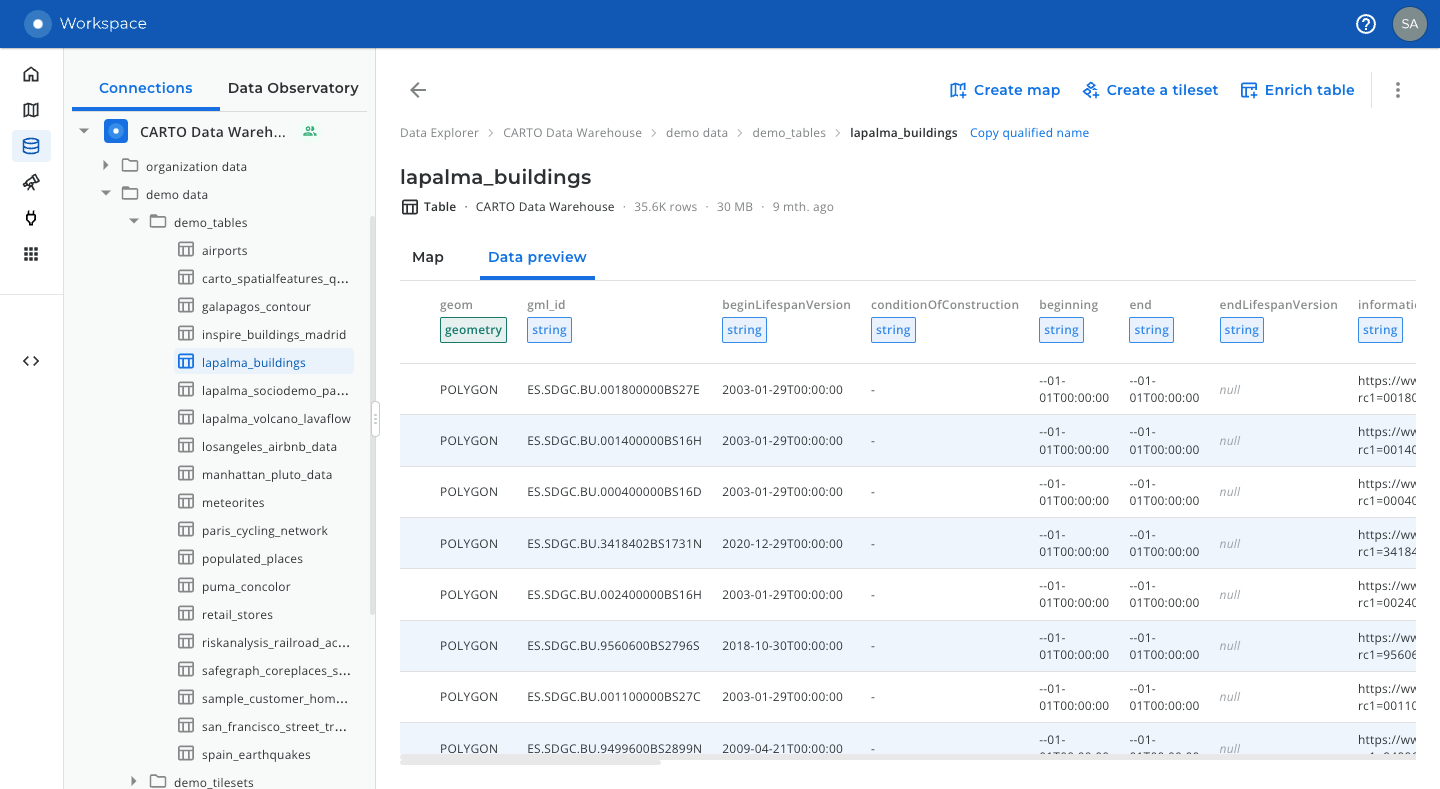 Workspace
SA
Connections
Data Observatory
CARTO Data Wareh...
organization data
demo data
demo_tables
airports
carto_spatialfeatures_q...
galapagos_contour
inspire_buildings_madrid
lapalma_buildings
lapalma_sociodemo_pa...
lapalma_volcano_lavaflow
losangeles_airbnb_data
manhattan_pluto_data
meteorites
paris_cycling_network
populated_places
puma_concolor
retail_stores
riskanalysis_railroad_ac...
safegraph_coreplaces_s...
sample_customer_hom...
san_francisco_street_tr...
spain_earthquakes
demo_tilesets
Create map
Create a tileset
Enrich table
Data Explorer > CARTO Data Warehouse > demo data > demo_tables > lapalma_buildings Copy qualified name
lapalma_buildings
Table · CARTO Data Warehouse · 35.6K rows · 30 MB · 9 mth. ago
Map
Data preview
geom gml_id beginLifespanVersion conditionOfConstruction beginning end endLifespanVersion informati
geometry string string string string string string string
POLYGON ES.SDGC.BU.001800000BS27E 2003-01-29T00:00:00 - --01-01T00:00:00 --01-01T00:00:00 null https://ww
rc1=00180
POLYGON ES.SDGC.BU.001400000BS16H 2003-01-29T00:00:00 - --01-01T00:00:00 --01-01T00:00:00 null https://ww
rc1=00140
POLYGON ES.SDGC.BU.000400000BS16D 2003-01-29T00:00:00 - --01-01T00:00:00 --01-01T00:00:00 null https://ww
rc1=00040
POLYGON ES.SDGC.BU.3418402BS1731N 2020-12-29T00:00:00 - --01-01T00:00:00 --01-01T00:00:00 null https://ww
rc1=34184
POLYGON ES.SDGC.BU.002400000BS16H 2003-01-29T00:00:00 - --01-01T00:00:00 --01-01T00:00:00 null https://ww
rc1=00240
POLYGON ES.SDGC.BU.9560600BS2796S 2018-10-30T00:00:00 - --01-01T00:00:00 --01-01T00:00:00 null https://ww
rc1=95606
POLYGON ES.SDGC.BU.001100000BS27C 2003-01-29T00:00:00 - --01-01T00:00:00 --01-01T00:00:00 null https://ww
rc1=00110
POLYGON ES.SDGC.BU.9499600BS2899N 2009-04-21T00:00:00 - --01- --01- null https://ww